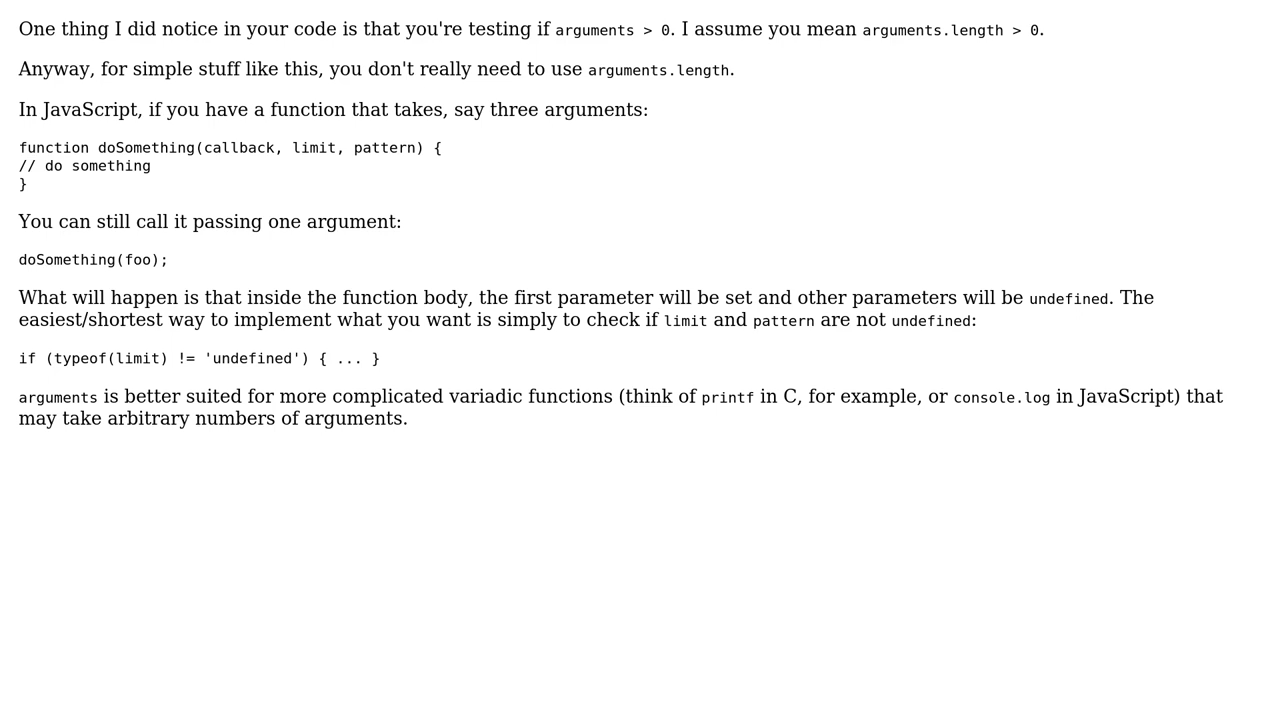 One thing I did notice in your code is that you're testing if arguments > 0. I assume you mean arguments.length > 0.
Anyway, for simple stuff like this, you don't really need to use arguments.length.
In JavaScript, if you have a function that takes, say three arguments:
function doSomething(callback, limit, pattern) {
// do something
}
You can still call it passing one argument:
doSomething(foo);
What will happen is that inside the function body, the first parameter will be set and other parameters will be undefined. The
easiest/shortest way to implement what you want is simply to check if limit and pattern are not undefined:
if (typeof(limit) != 'undefined') { ... }
arguments is better suited for more complicated variadic functions (think of printf in C, for example, or console.log in JavaScript) that
may take arbitrary numbers of arguments.